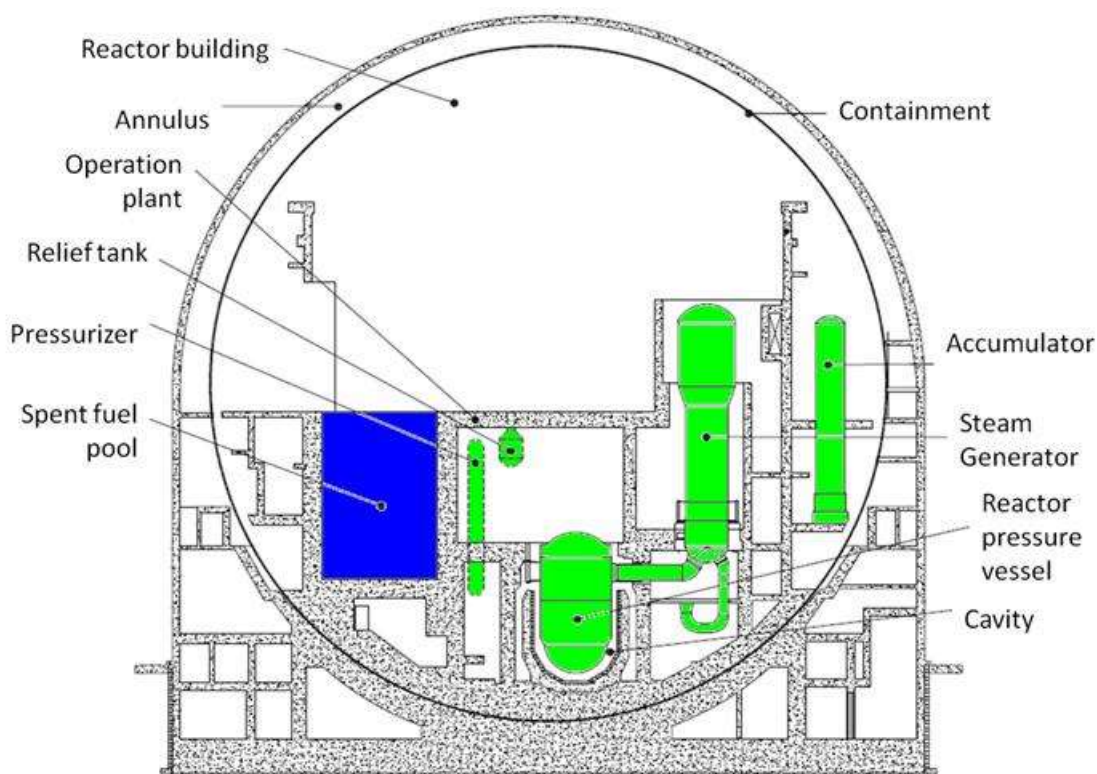 Reactor building
Annulus
Operation
plant
Relief tank
Pressurizer
Spent fuel
pool
Containment
Accumulator
Steam
Generator
Reactor
pressure
vessel
Cavity